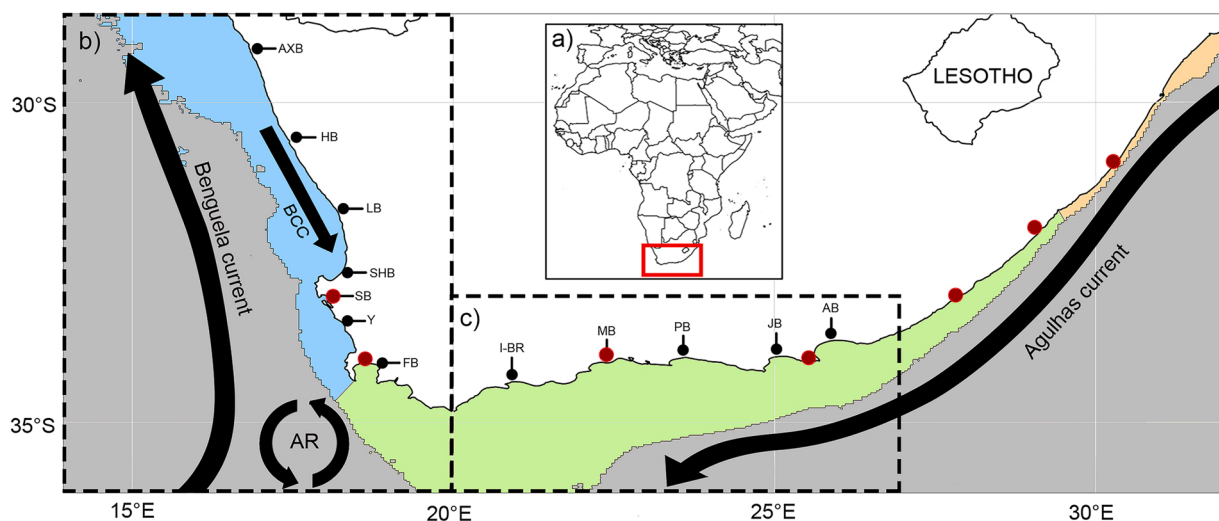 b)
a)
AXB
LESOTHO
30°S
HB
Benguela current
BCC
LB
SHB
SB
Y
FB
c)
I-BR
MB
PB
JB
AB
Agulhas current
35°S
AR
15°E
20°E
25°E
30°E